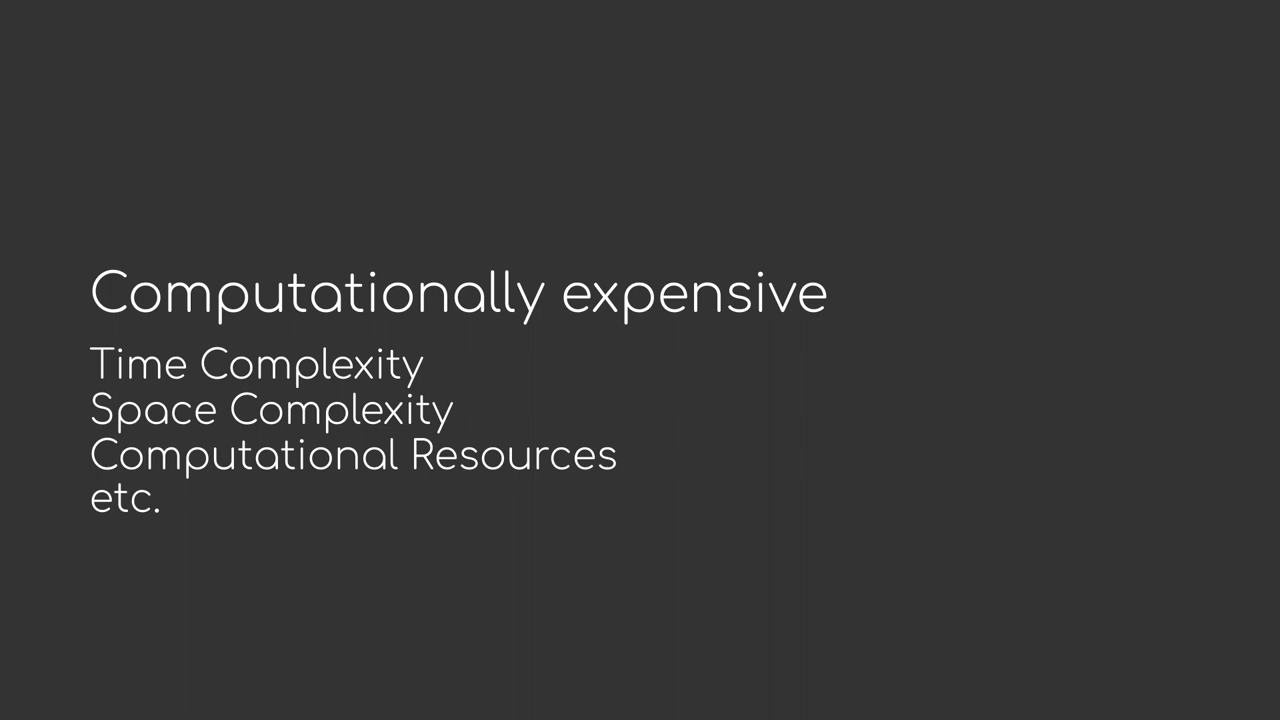 Computationally expensive
Time Complexity
Space Complexity
Computational Resources
etc.